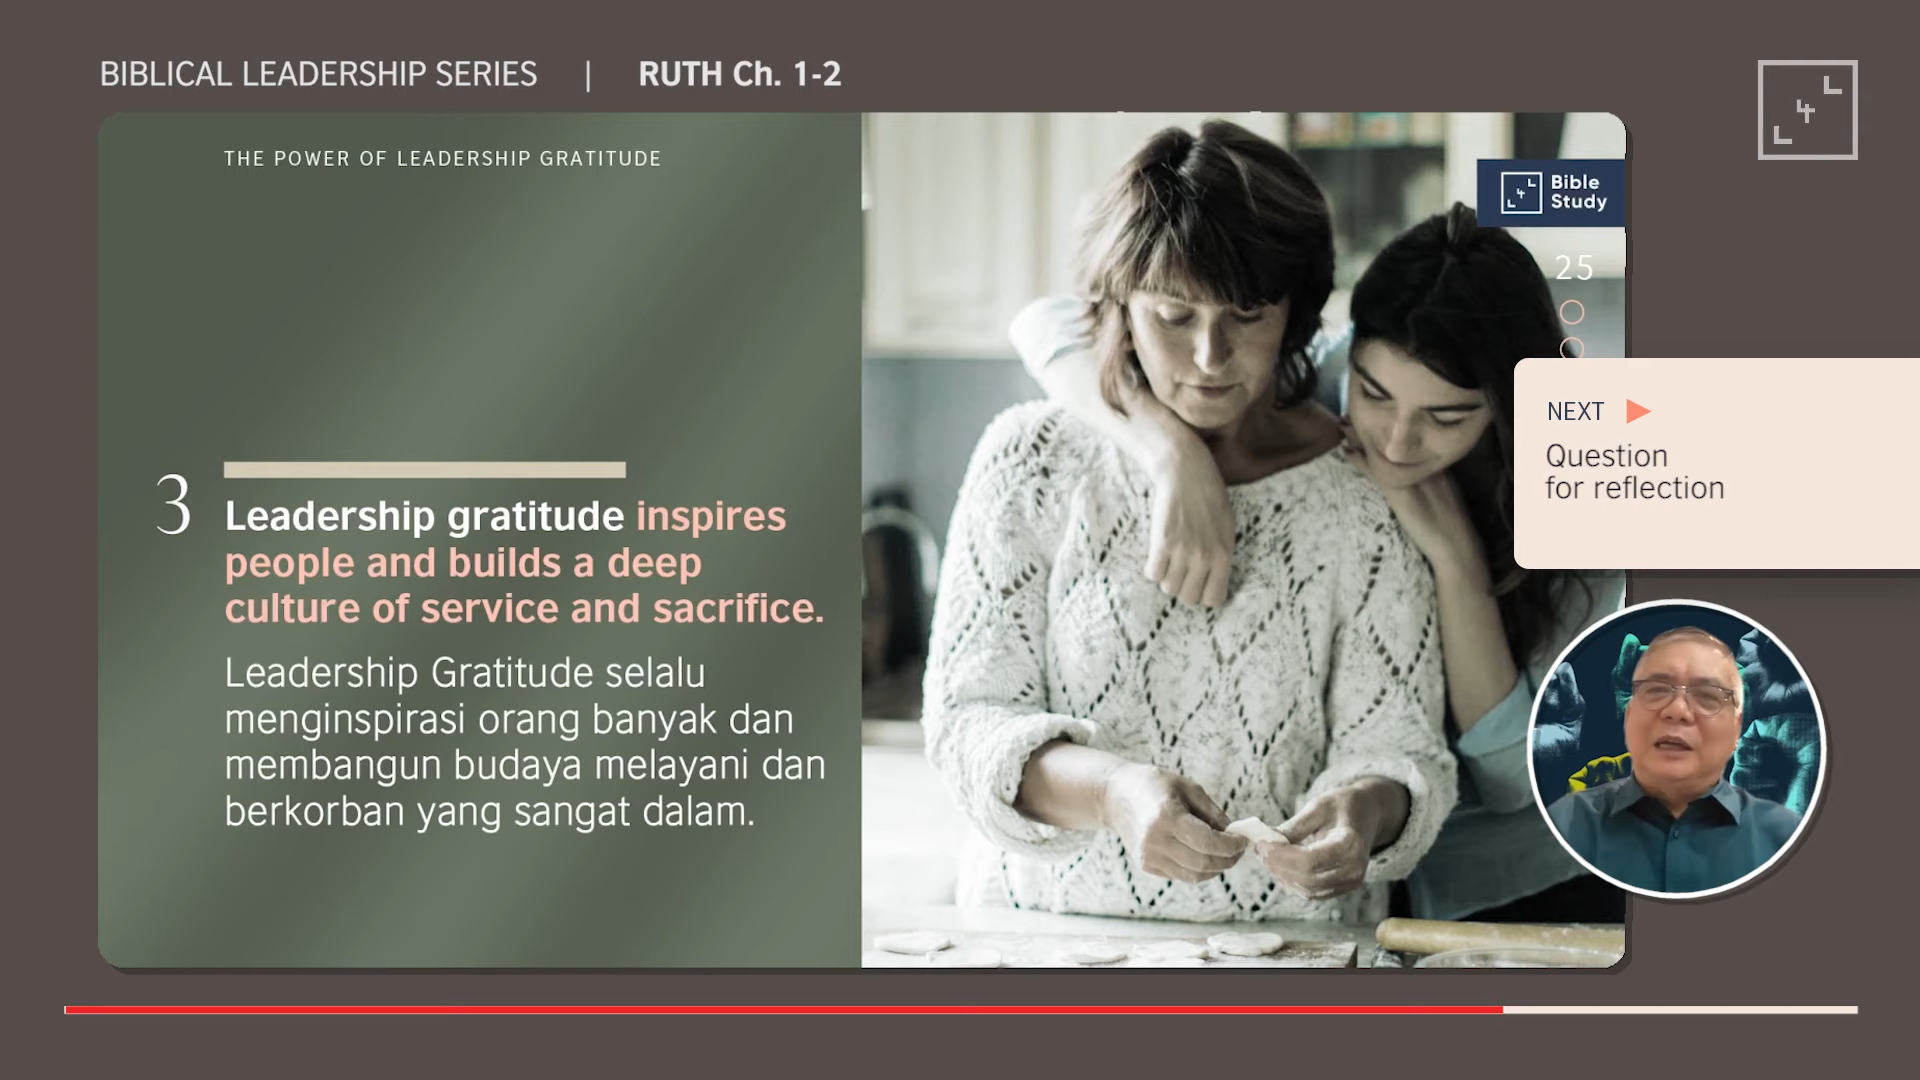 BIBLICAL LEADERSHIP SERIES | RUTH Ch. 1-2
THE POWER OF LEADERSHIP GRATITUDE
Bible
Study
25
3
Leadership gratitude inspires
people and builds a deep
culture of service and sacrifice.
Leadership Gratitude selalu
menginspirasi orang banyak dan
membangun budaya melayani dan
berkorban yang sangat dalam.
NEXT ▶
Question
for reflection